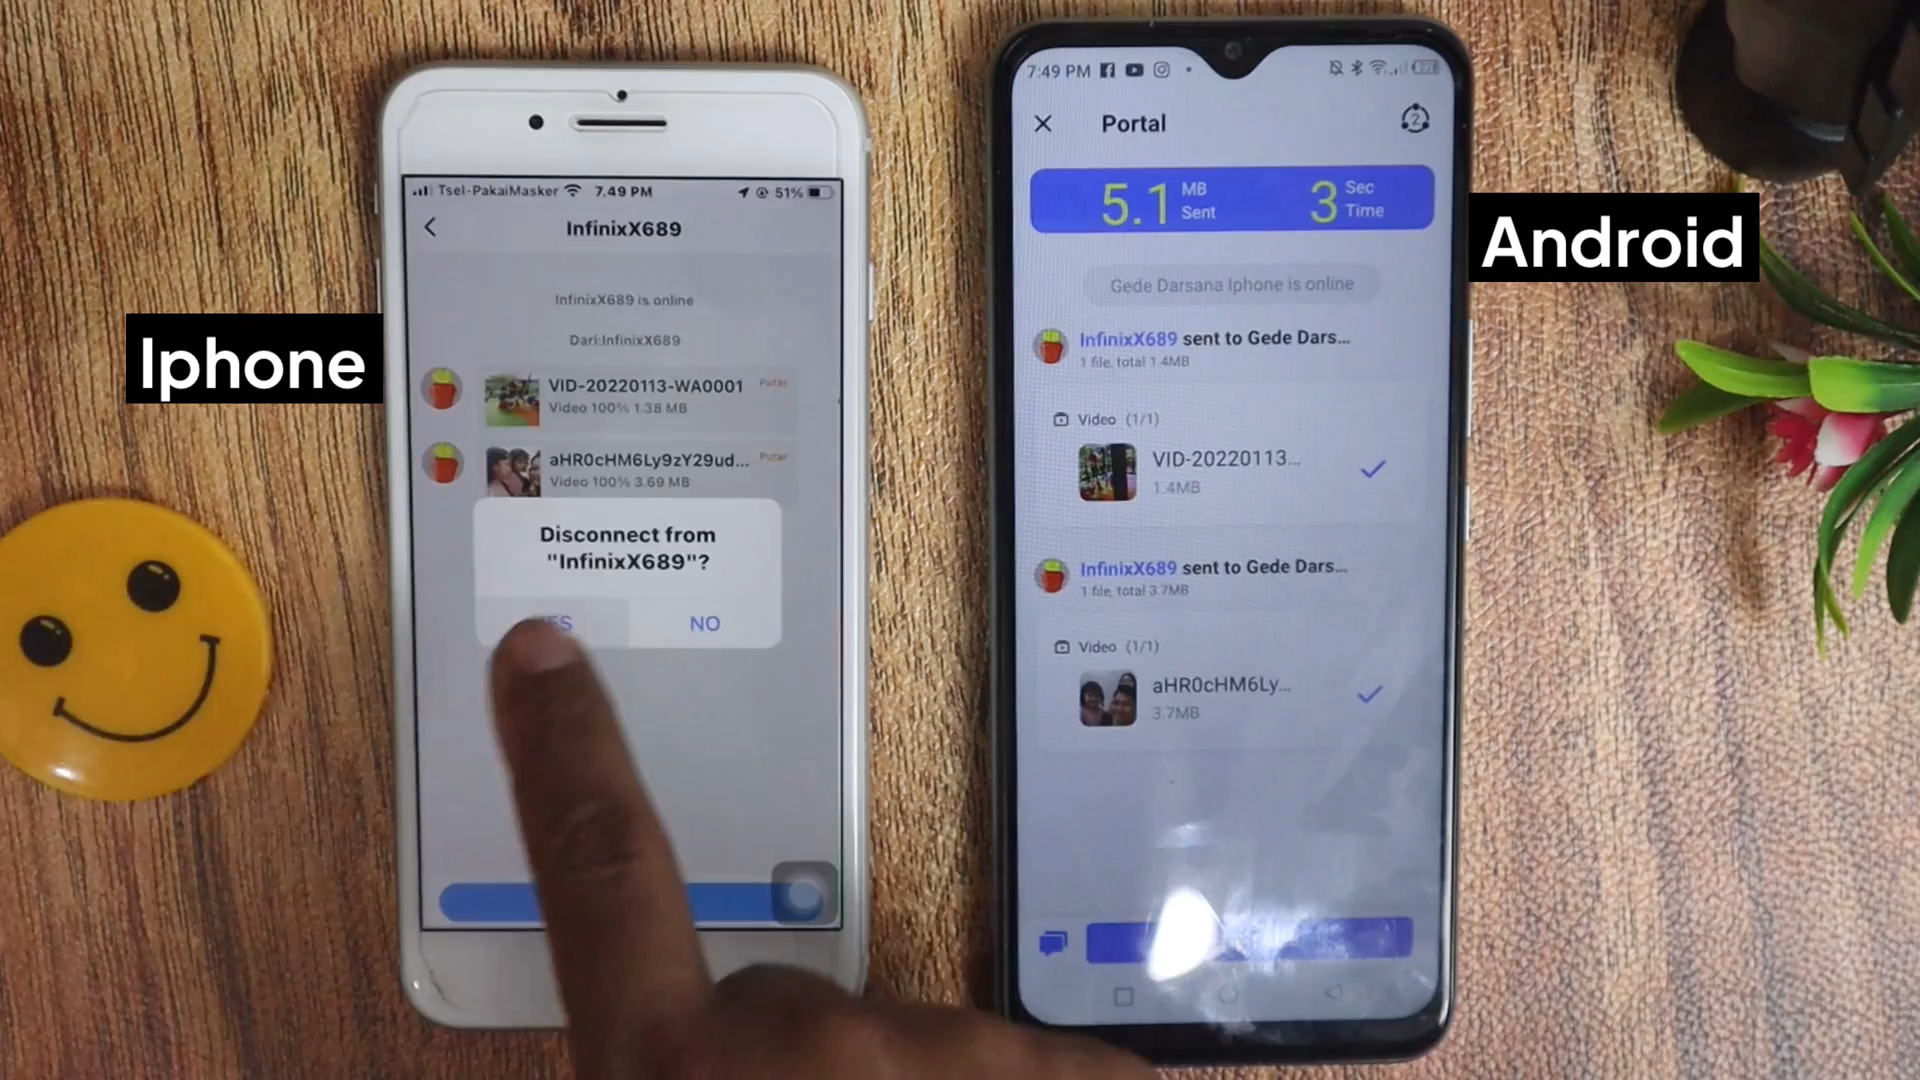 Iphone
Tsel-PakaiMasker 7.49 PM 51%
InfinixX689
InfinixX689 is online
Dari:InfinixX689
VID-20220113-WA0001 Putar
Video 100% 1.38 MB
aHR0cHM6Ly9zY29ud... Putar
Video 100% 3.69 MB
Disconnect from
"InfinixX689"?
NO
7:49 PM
Portal 2
5.1 MB Sent 3 Sec Time
Gede Darsana Iphone is online
InfinixX689 sent to Gede Dars...
1 file, total 1.4MB
Video (1/1)
VID-20220113...
1.4MB
InfinixX689 sent to Gede Dars...
1 file, total 3.7MB
Video (1/1)
aHR0cHM6Ly...
3.7MB
Android